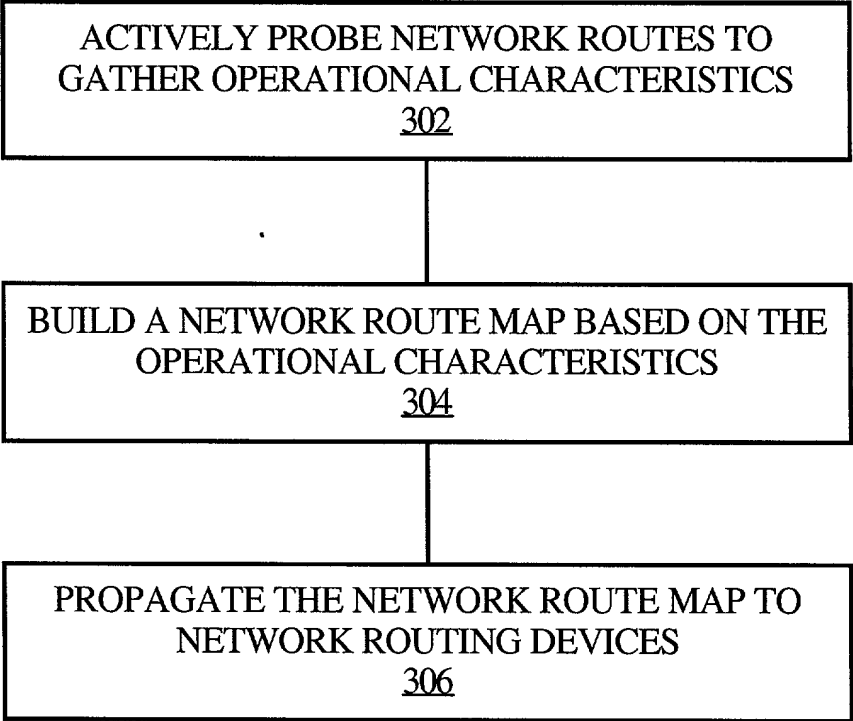 ACTIVELY PROBE NETWORK ROUTES TO
GATHER OPERATIONAL CHARACTERISTICS
302
BUILD A NETWORK ROUTE MAP BASED ON THE
OPERATIONAL CHARACTERISTICS
304
PROPAGATE THE NETWORK ROUTE MAP TO
NETWORK ROUTING DEVICES
306